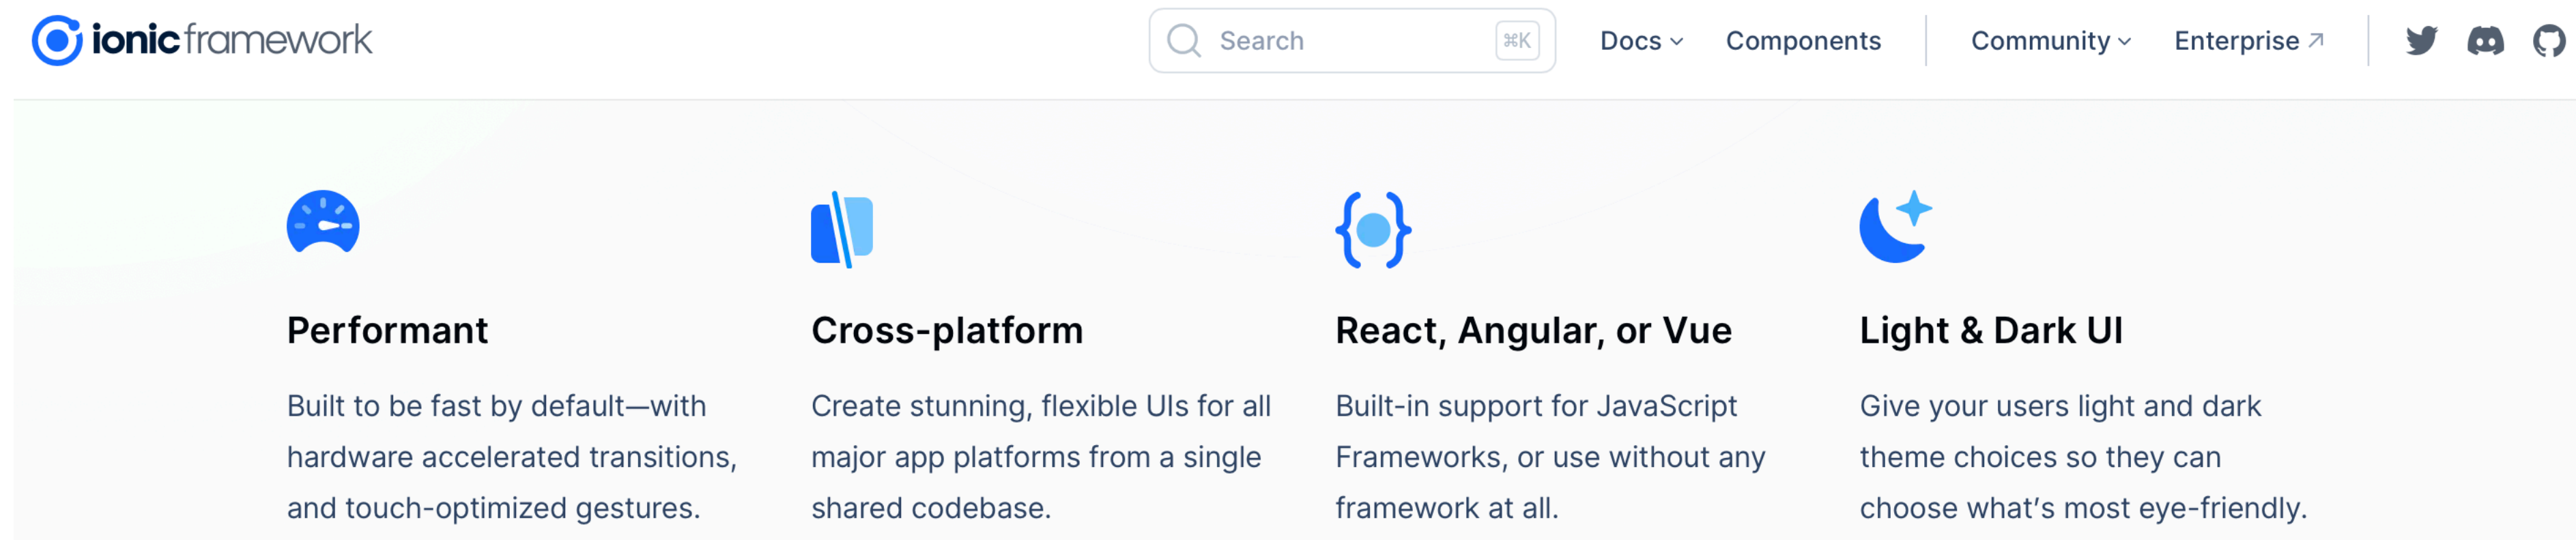 ionic framework
Search ⌘K
Docs
Components
Community
Enterprise
Performant
Built to be fast by default—with
hardware accelerated transitions,
and touch-optimized gestures.
Cross-platform
Create stunning, flexible UIs for all
major app platforms from a single
shared codebase.
React, Angular, or Vue
Built-in support for JavaScript
Frameworks, or use without any
framework at all.
Light & Dark UI
Give your users light and dark
theme choices so they can
choose what’s most eye-friendly.